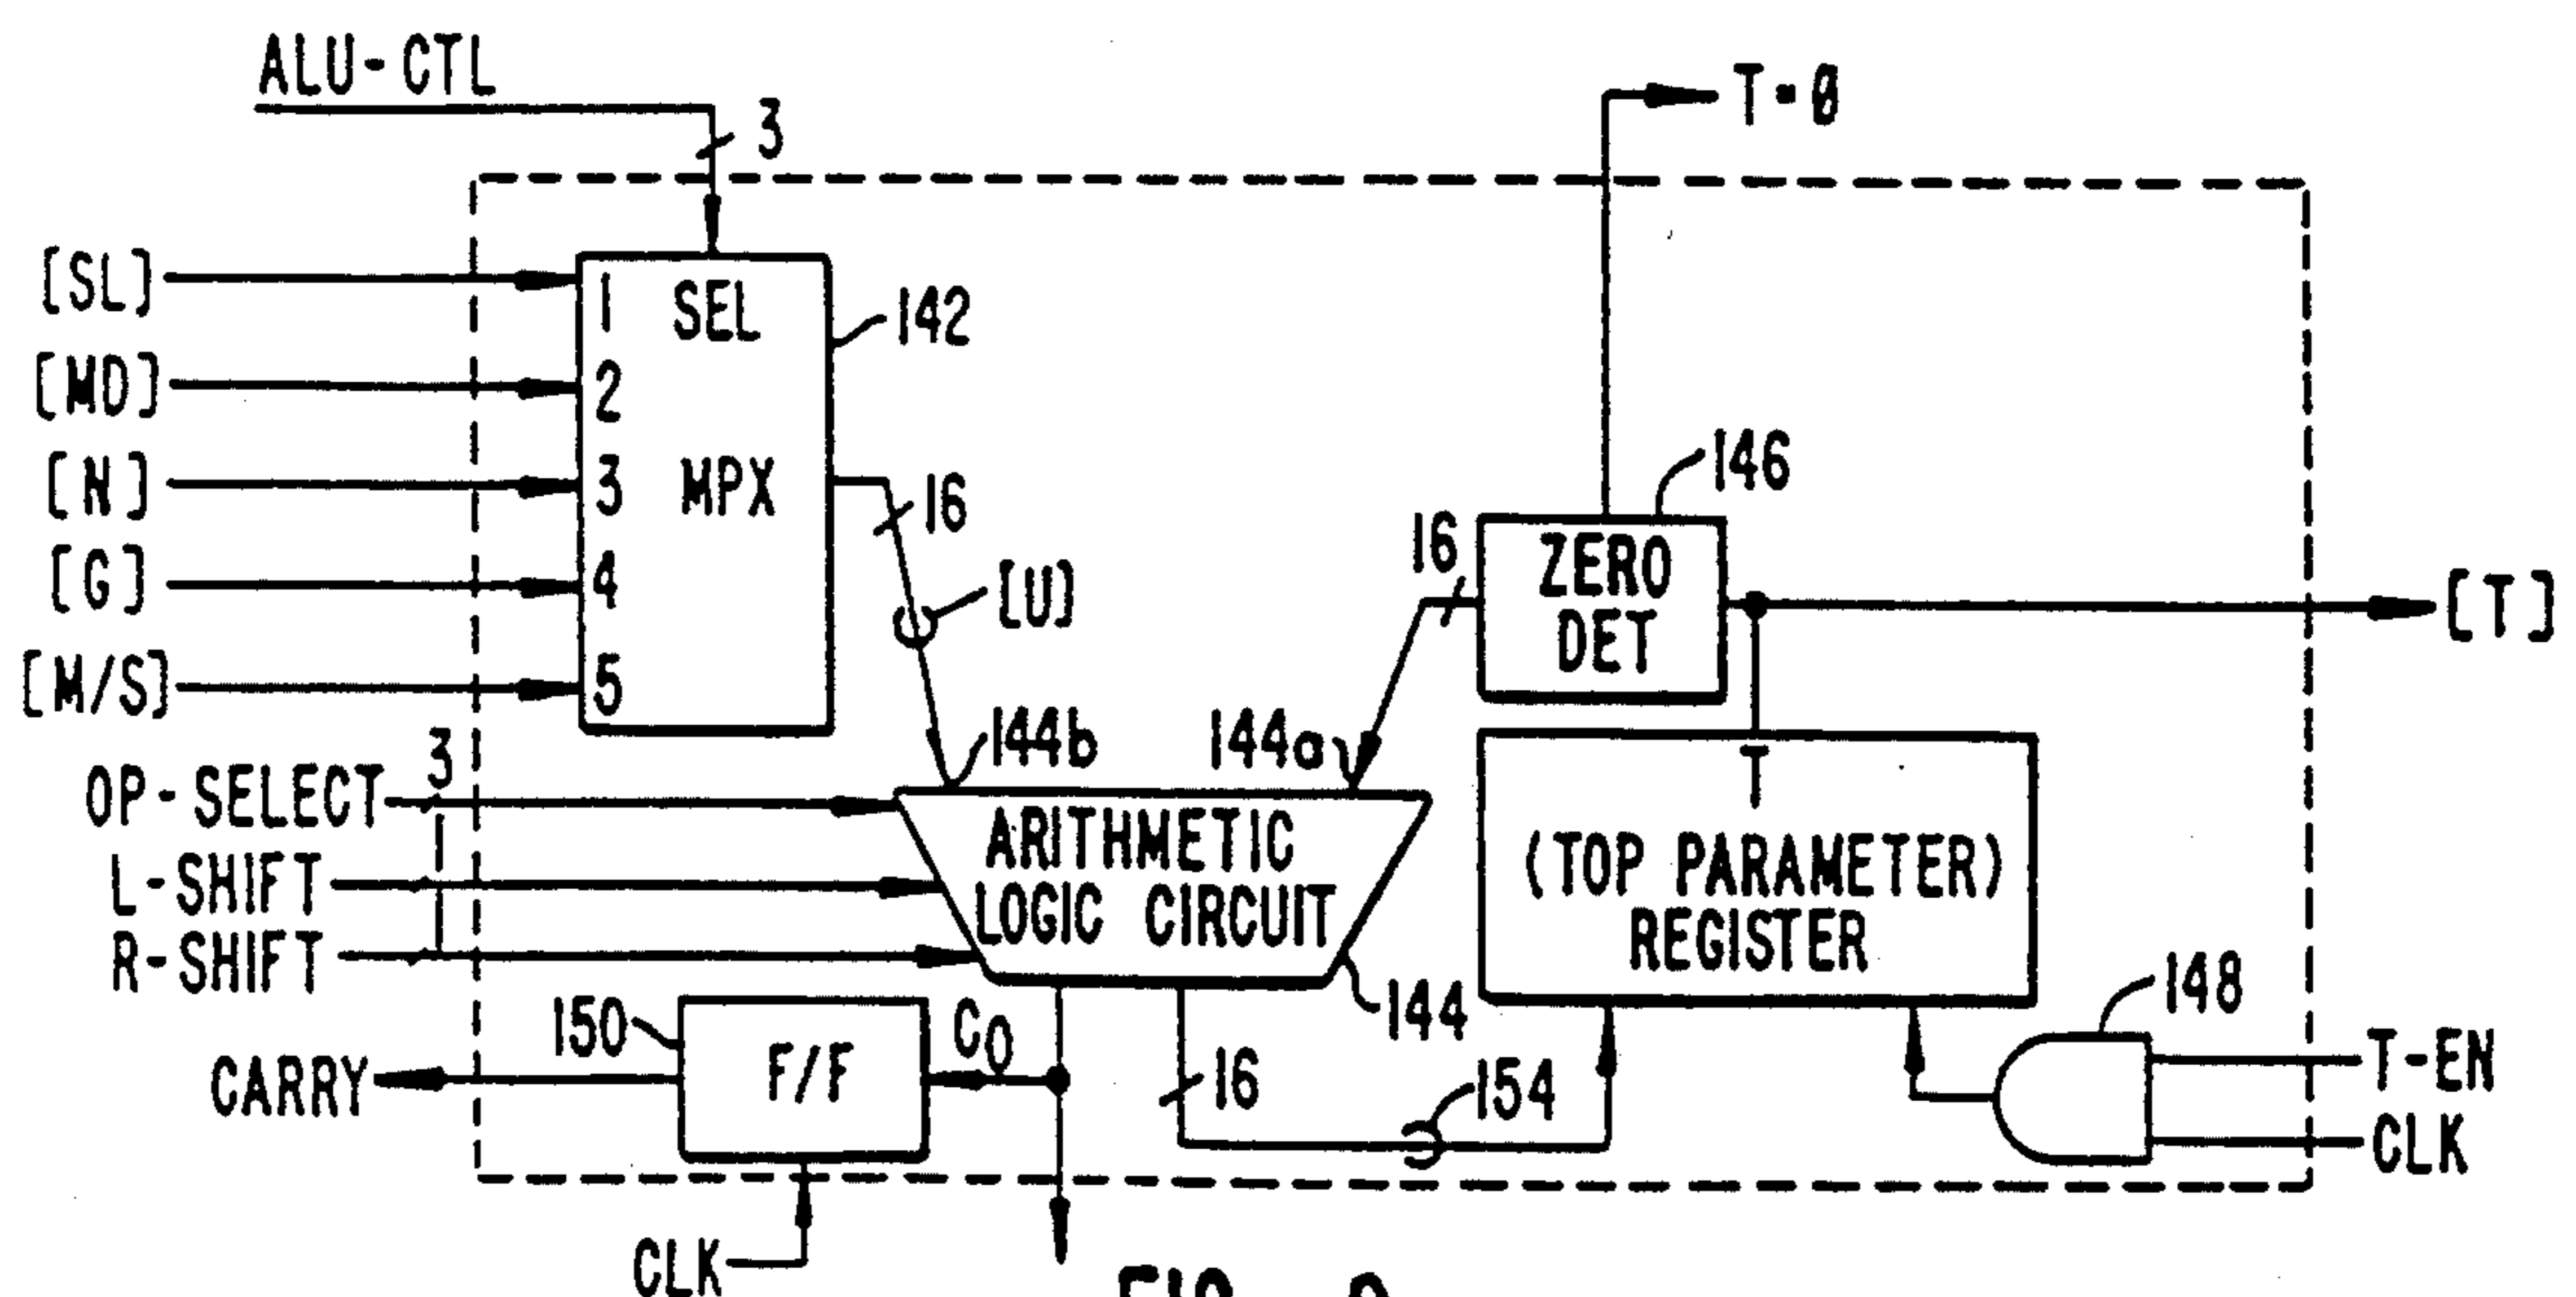 ALU-CTL
3
T=0
[SL]
1
SEL
142
[MD]
2
[N]
3
MPX
16
146
[G]
4
[U]
16
ZERO
DET
[T]
[M/S]
5
144b
144a
3
OP-SELECT
T
ARITHMETIC
LOGIC CIRCUIT
(TOP PARAMETER)
REGISTER
L-SHIFT
R-SHIFT
144
148
150
F/F
C0
16
154
T-EN
CARRY
CLK
CLK